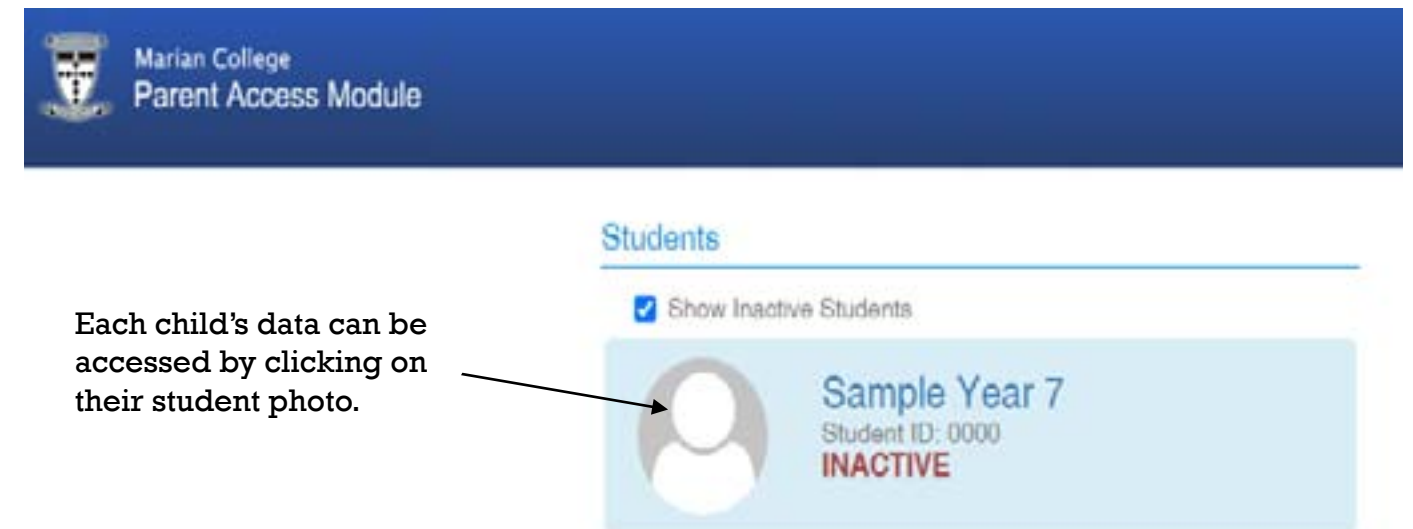 Marian College
Parent Access Module
Students
Show Inactive Students
Each child’s data can be
accessed by clicking on
their student photo.
Sample Year 7
Student ID: 0000
INACTIVE